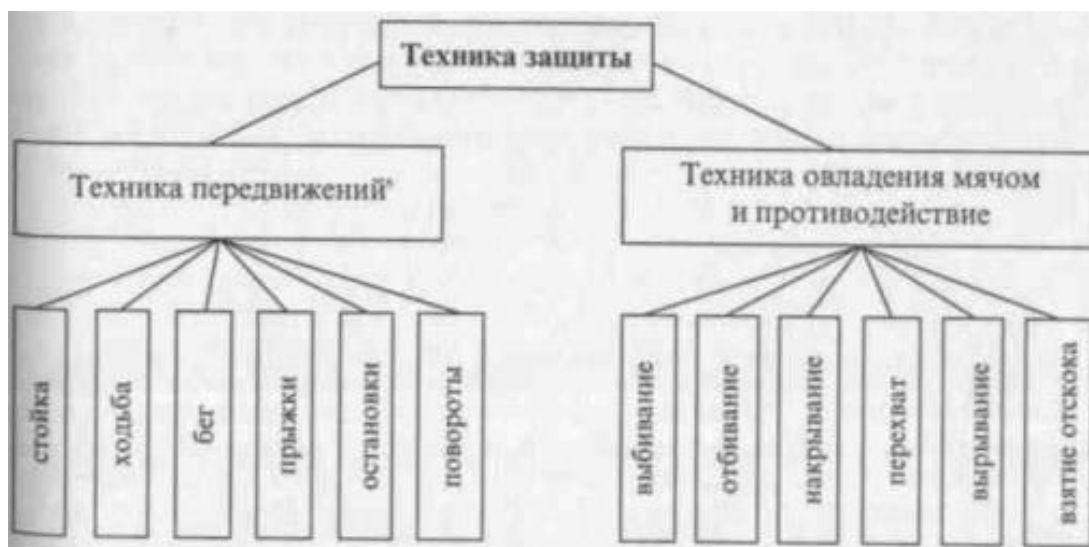 Техника защиты
Техника передвижений*
Техника овладения мячом
и противодействие
стойка
ходьба
бег
прыжки
остановки
повороты
выбивание
отбивание
накрывание
перехват
вырывание
взятие отскока